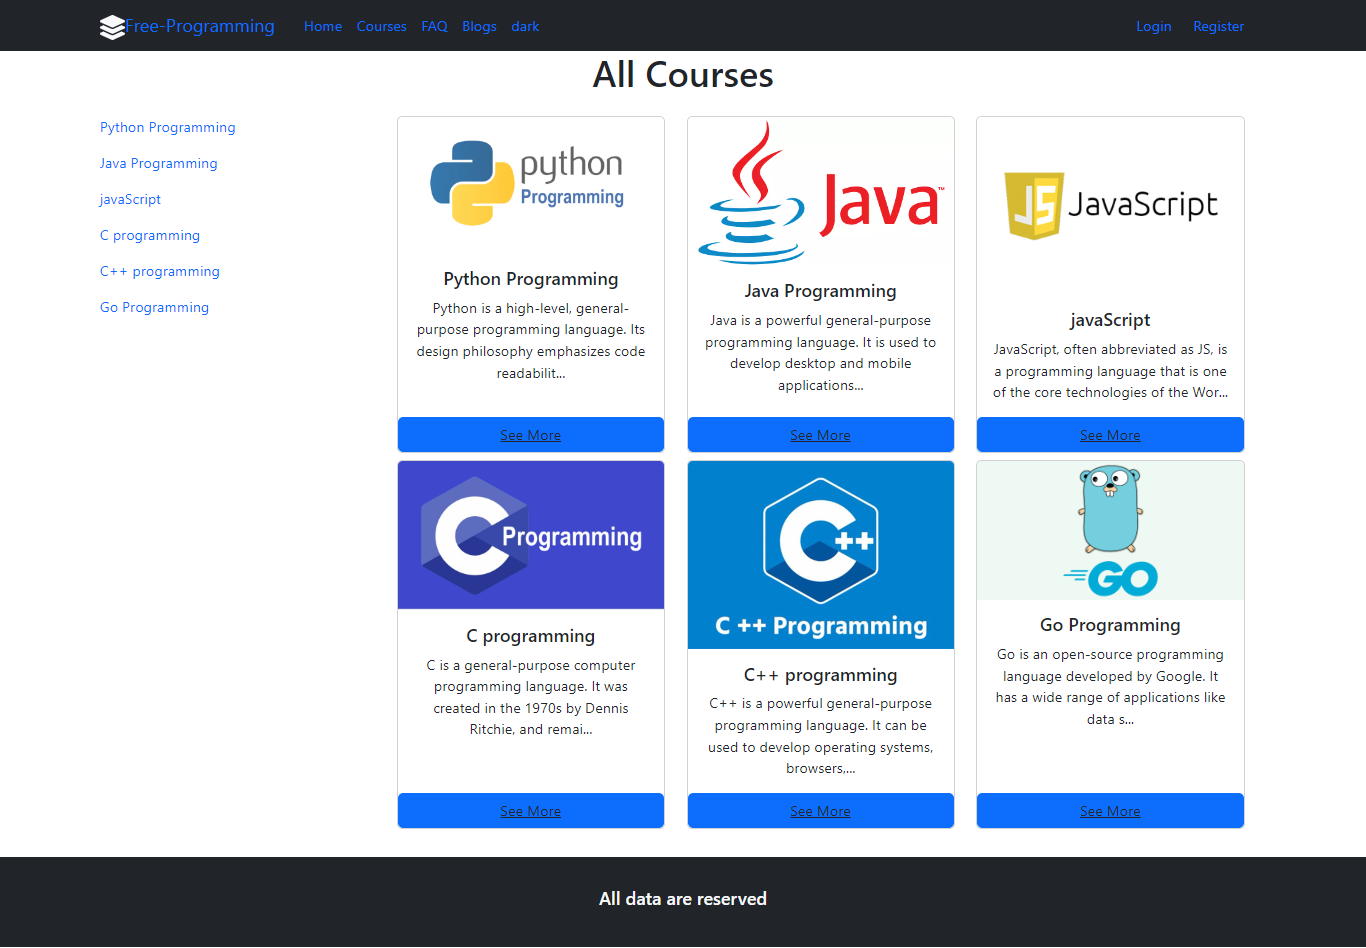 Free-Programming Home Courses FAQ Blogs dark Login Register
All Courses
Python Programming
Java Programming
javaScript
C programming
C++ programming
Go Programming
python
Programming
Python Programming
Python is a high-level, general-
purpose programming language. Its
design philosophy emphasizes code
readabilit...
See More
Java™
Java Programming
Java is a powerful general-purpose
programming language. It is used to
develop desktop and mobile
applications...
See More
JS JavaScript
javaScript
JavaScript, often abbreviated as JS, is
a programming language that is one
of the core technologies of the Wor...
See More
C Programming
C programming
C is a general-purpose computer
programming language. It was
created in the 1970s by Dennis
Ritchie, and remai...
See More
C++
C ++ Programming
C++ programming
C++ is a powerful general-purpose
programming language. It can be
used to develop operating systems,
browsers,...
See More
GO
Go Programming
Go is an open-source programming
language developed by Google. It
has a wide range of applications like
data s...
See More
All data are reserved